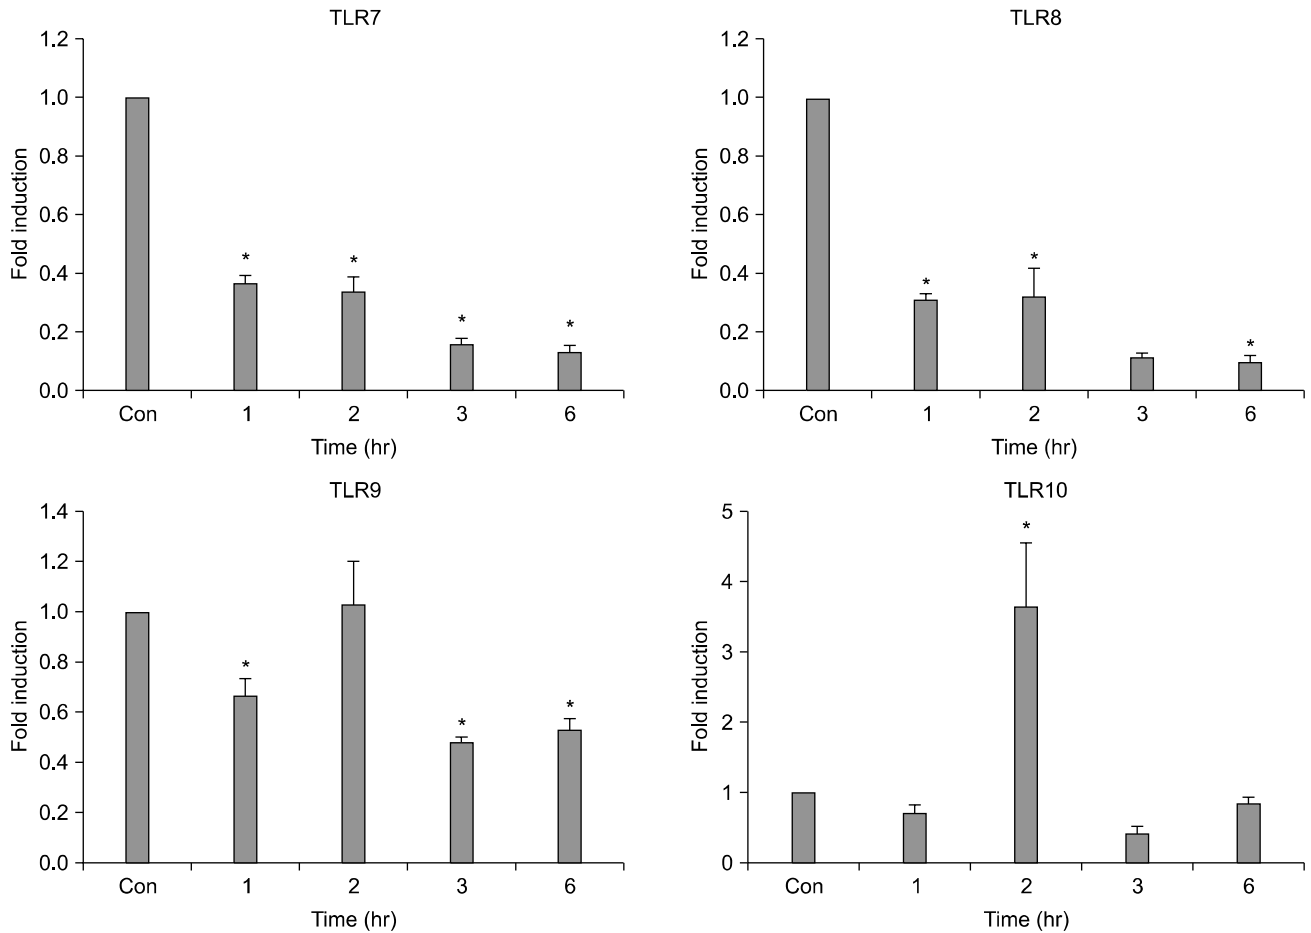 TLR7
1.2
1.0
0.8
0.6
0.4
0.2
0.0
Fold induction
* * * *
Con 1 2 3 6
Time (hr)
TLR8
1.2
1.0
0.8
0.6
0.4
0.2
0.0
Fold induction
* * *
Con 1 2 3 6
Time (hr)
TLR9
1.4
1.2
1.0
0.8
0.6
0.4
0.2
0.0
Fold induction
* * *
Con 1 2 3 6
Time (hr)
TLR10
5
4
3
2
1
0
Fold induction
*
Con 1 2 3 6
Time (hr)